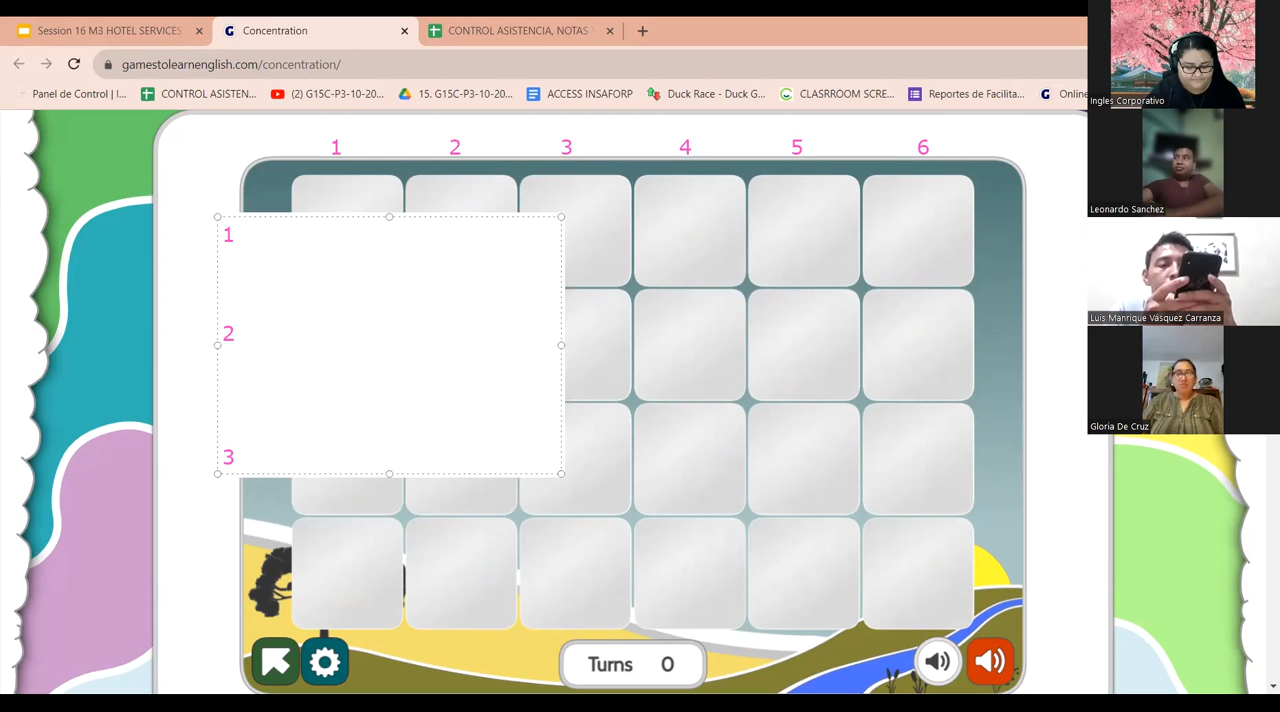 Session 16 M3 HOTEL SERVICES
Concentration
CONTROL ASISTENCIA, NOTAS
gamestolearnenglish.com/concentration/
Panel de Control | I...
CONTROL ASISTEN...
(2) G15C-P3-10-20...
15. G15C-P3-10-20...
ACCESS INSAFORP
Duck Race - Duck G...
CLASRROOM SCRE...
Reportes de Facilita...
Online
Ingles Corporativo
Leonardo Sanchez
Luis Manrique Vásquez Carranza
Gloria De Cruz
1 2 3 4 5 6
1
2
3
Turns 0